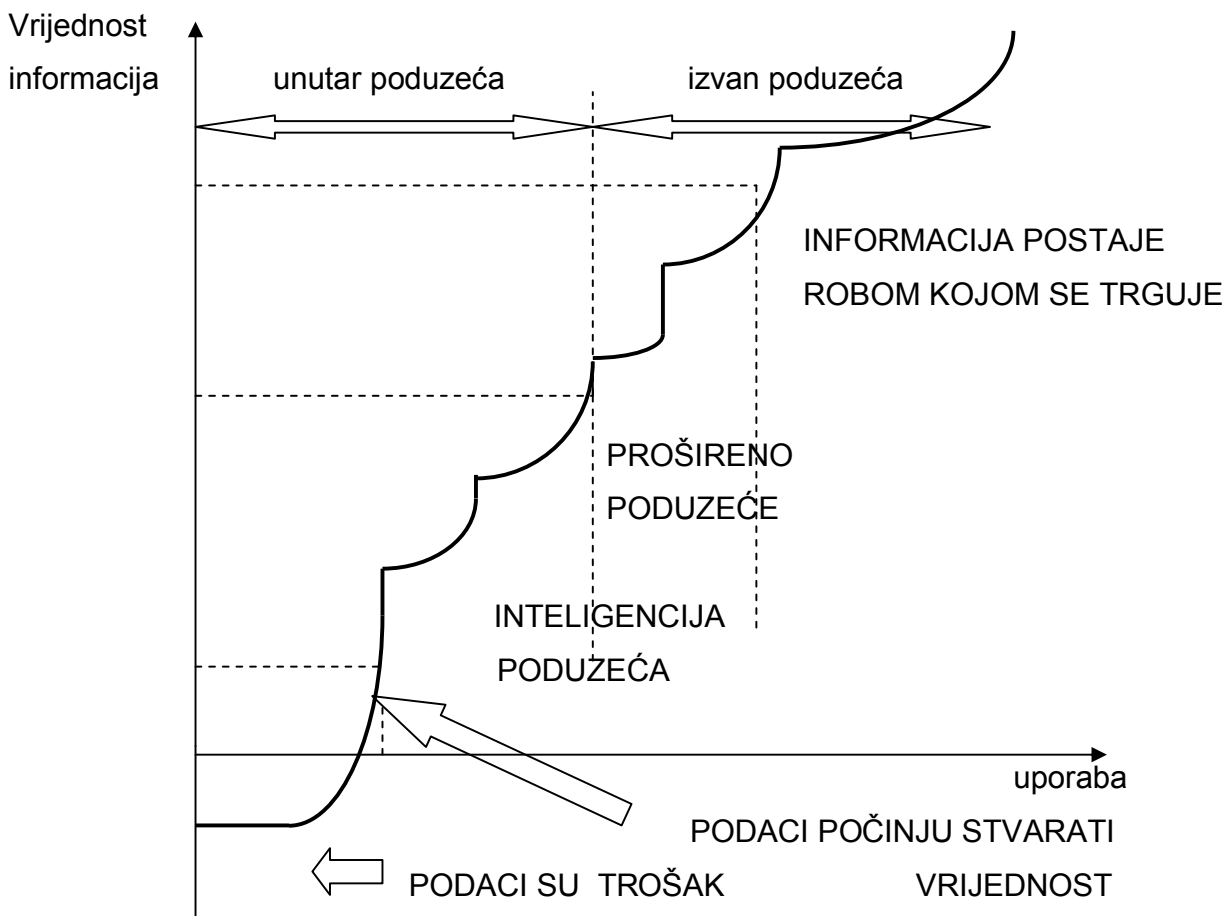 Vrijednost
informacija
unutar poduzeća
izvan poduzeća
INFORMACIJA POSTAJE
ROBOM KOJOM SE TRGUJE
PROŠIRENO
PODUZEĆE
INTELIGENCIJA
PODUZEĆA
uporaba
PODACI POČINJU STVARATI
VRIJEDNOST
PODACI SU TROŠAK